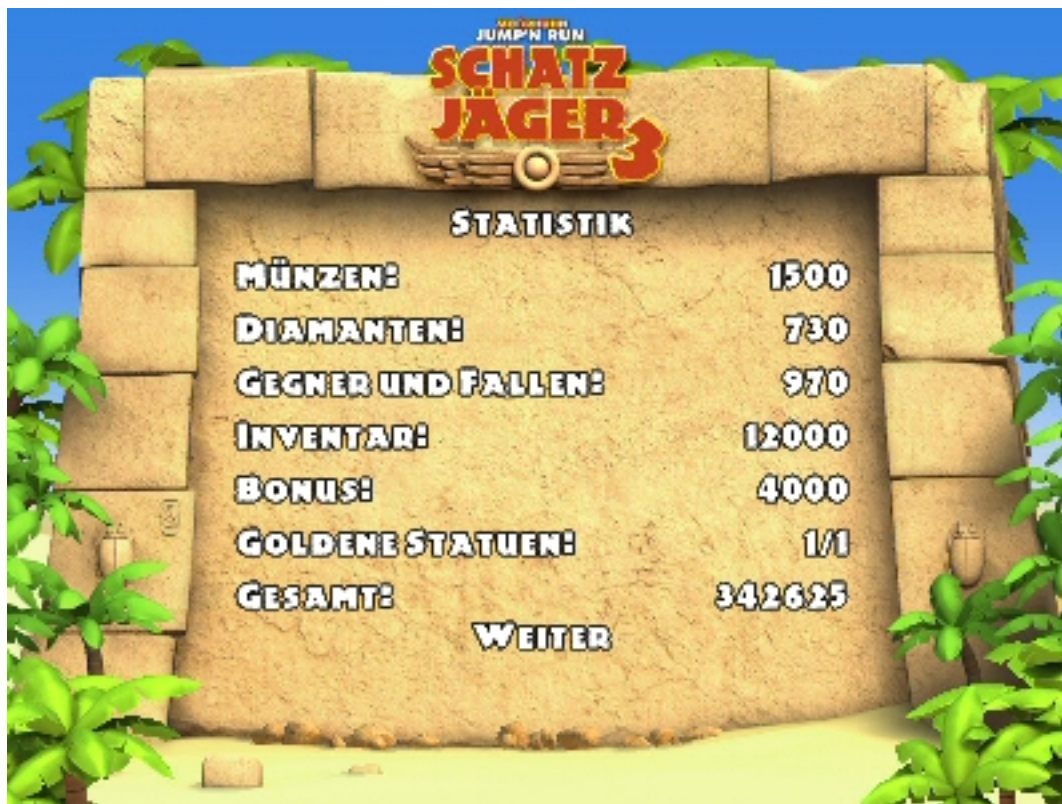 JUMP'N RUN
SCHATZ
JÄGER 3
STATISTIK
MÜNZEN: 1500
DIAMANTEN: 730
GEGNER UND FALLEN: 970
INVENTAR: 12000
BONUS: 4000
GOLDENE STATUEN: 1/1
GESAMT: 342625
WEITER